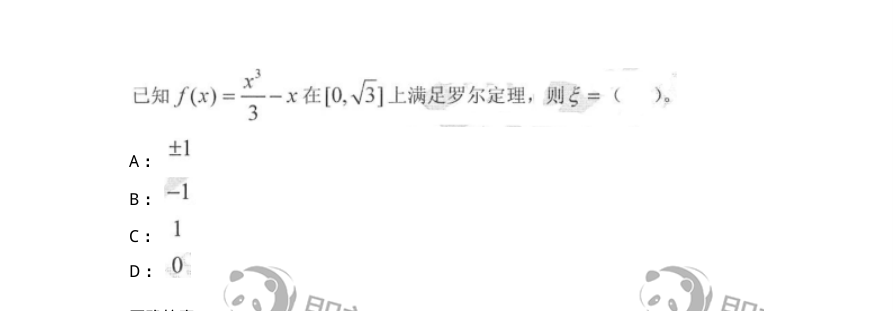 已知 f(x) = x³/3 − x 在[0, √3]上满足罗尔定理，则 ξ =（ ）。
A： ±1
B： −1
C： 1
D： 0